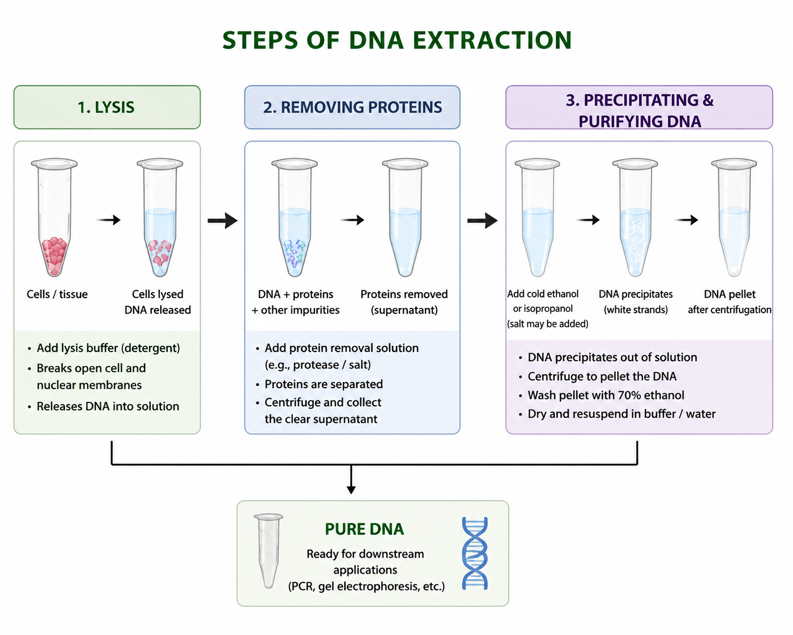 STEPS OF DNA EXTRACTION
1. LYSIS
Cells / tissue
Cells lysed
DNA released
• Add lysis buffer (detergent)
• Breaks open cell and
nuclear membranes
• Releases DNA into solution
2. REMOVING PROTEINS
DNA + proteins
+ other impurities
Proteins removed
(supernatant)
• Add protein removal solution
(e.g., protease / salt)
• Proteins are separated
• Centrifuge and collect
the clear supernatant
3. PRECIPITATING &
PURIFYING DNA
Add cold ethanol
or isopropanol
(salt may be added)
DNA precipitates
(white strands)
DNA pellet
after centrifugation
• DNA precipitates out of solution
• Centrifuge to pellet the DNA
• Wash pellet with 70% ethanol
• Dry and resuspend in buffer / water
PURE DNA
Ready for downstream
applications
(PCR, gel electrophoresis, etc.)